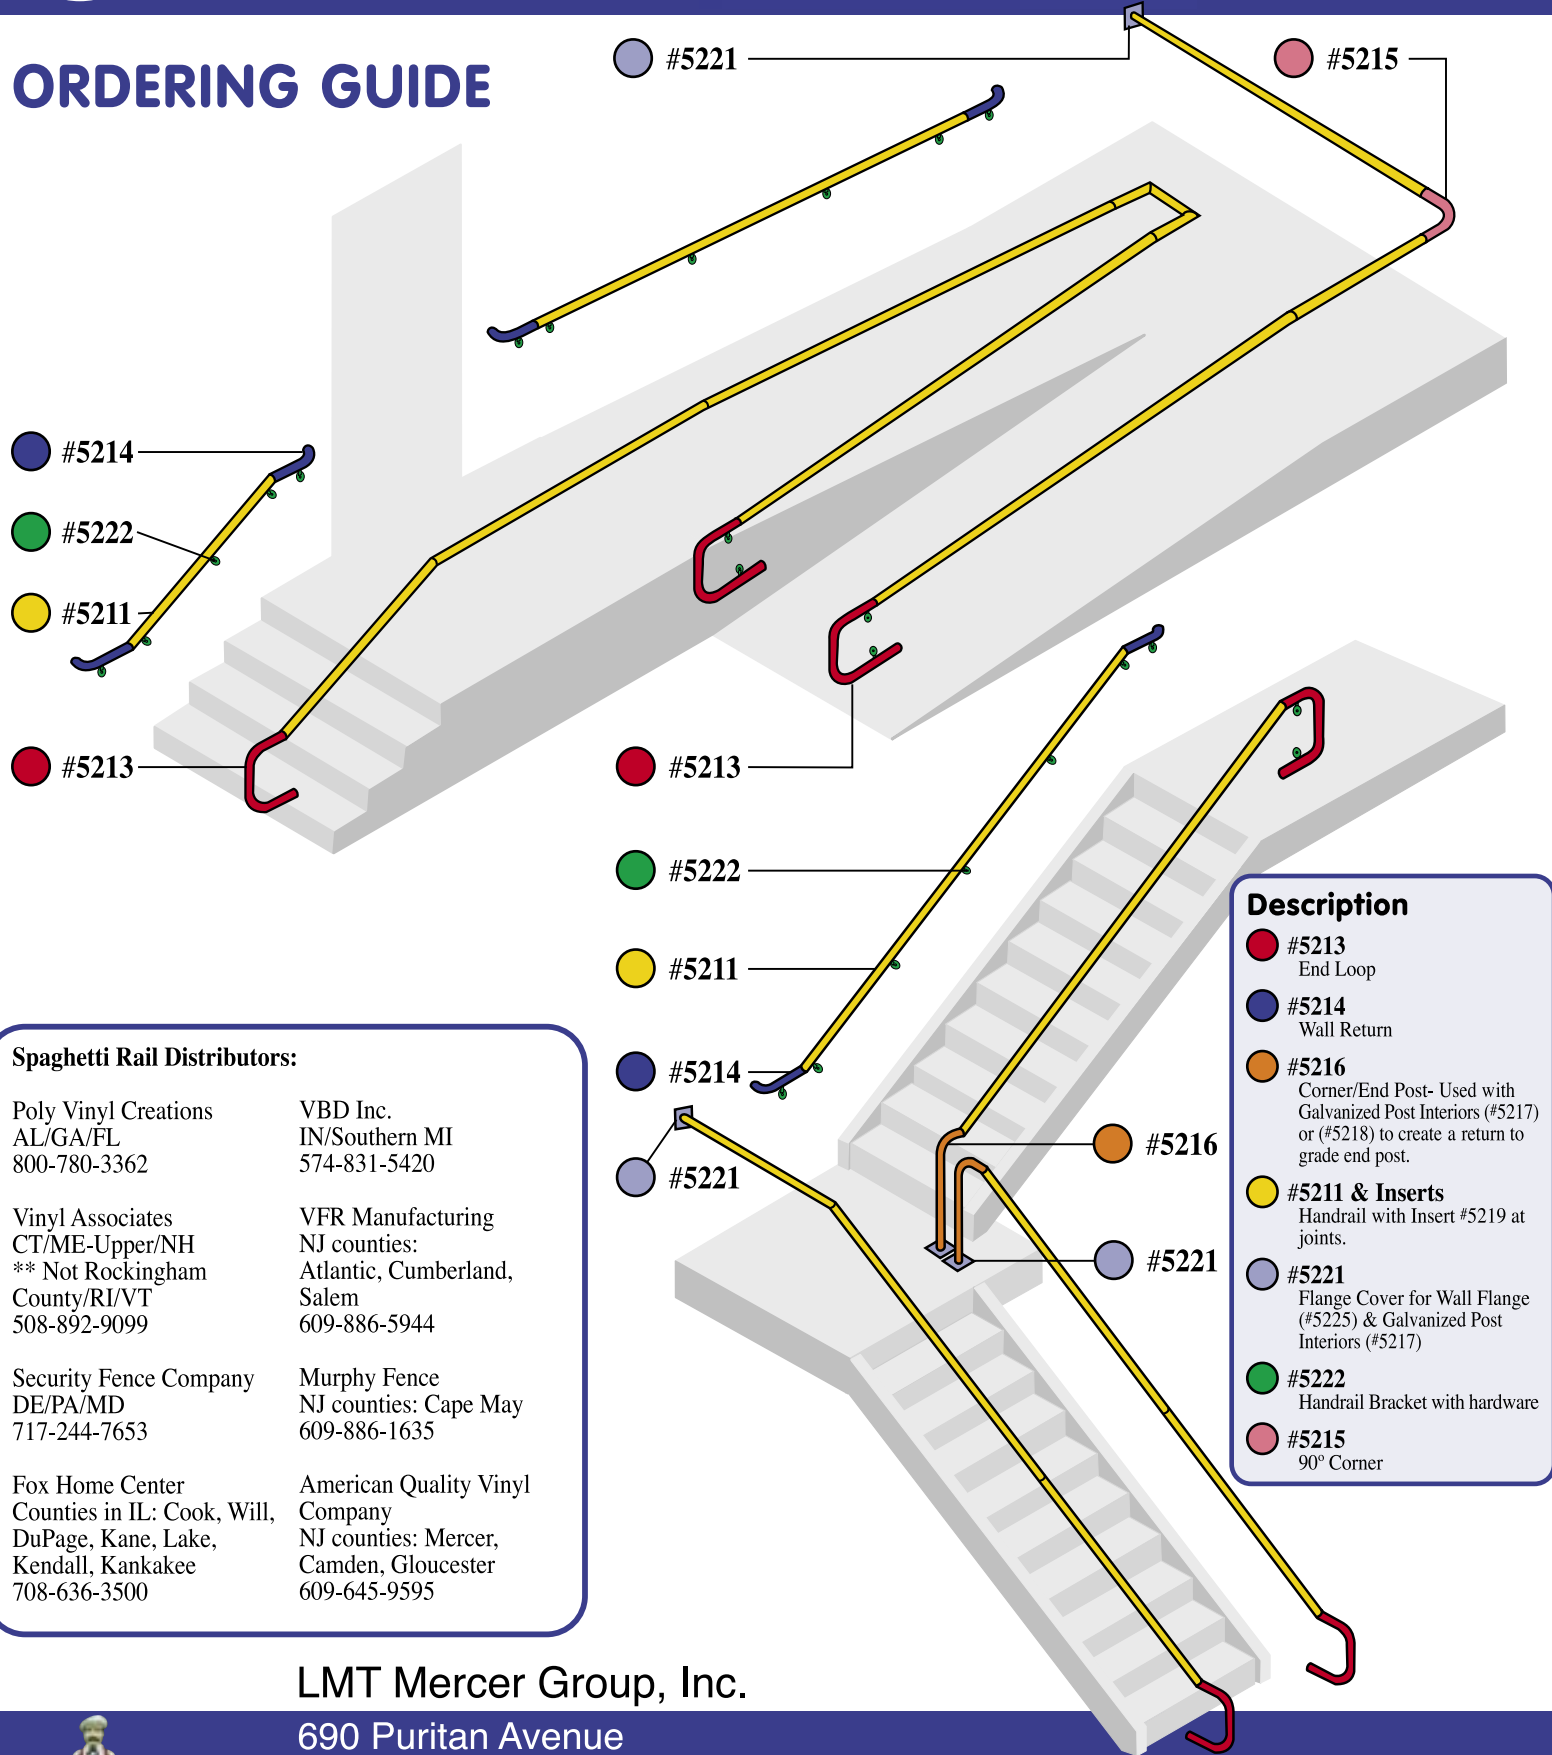 ORDERING GUIDE
#5221
#5215
#5214
#5222
#5211
#5213
#5213
#5222
#5211
#5214
#5221
#5216
#5221
Description
#5213
End Loop
#5214
Wall Return
#5216
Corner/End Post- Used with
Galvanized Post Interiors (#5217)
or (#5218) to create a return to
grade end post.
#5211 & Inserts
Handrail with Insert #5219 at
joints.
#5221
Flange Cover for Wall Flange
(#5225) & Galvanized Post
Interiors (#5217)
#5222
Handrail Bracket with hardware
#5215
90º Corner
Spaghetti Rail Distributors:
Poly Vinyl Creations
AL/GA/FL
800-780-3362
Vinyl Associates
CT/ME-Upper/NH
** Not Rockingham
County/RI/VT
508-892-9099
Security Fence Company
DE/PA/MD
717-244-7653
Fox Home Center
Counties in IL: Cook, Will,
DuPage, Kane, Lake,
Kendall, Kankakee
708-636-3500
VBD Inc.
IN/Southern MI
574-831-5420
VFR Manufacturing
NJ counties:
Atlantic, Cumberland,
Salem
609-886-5944
Murphy Fence
NJ counties: Cape May
609-886-1635
American Quality Vinyl
Company
NJ counties: Mercer,
Camden, Gloucester
609-645-9595
LMT Mercer Group, Inc.
690 Puritan Avenue